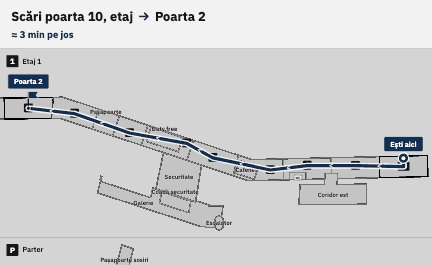 Scări poarta 10, etaj → Poarta 2
≈ 3 min pe jos
1 Etaj 1
Poarta 2
Pașapoarte
Duty free
Ești aici
Cafenea
Securitate
Coadă securitate
Coridor est
Galerie
Escalator
P Parter
Pașapoarte sosiri